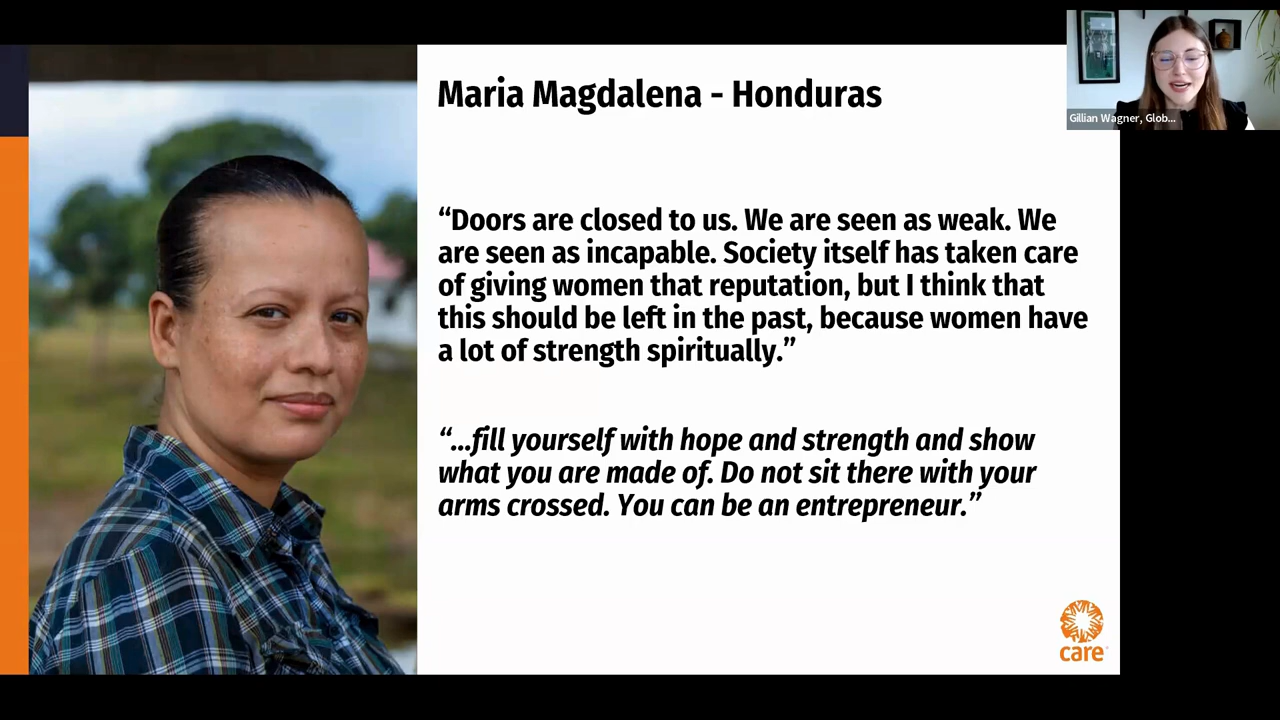 Maria Magdalena - Honduras
Gillian Wagner, Glob...
“Doors are closed to us. We are seen as weak. We
are seen as incapable. Society itself has taken care
of giving women that reputation, but I think that
this should be left in the past, because women have
a lot of strength spiritually.”
“...fill yourself with hope and strength and show
what you are made of. Do not sit there with your
arms crossed. You can be an entrepreneur.”
care